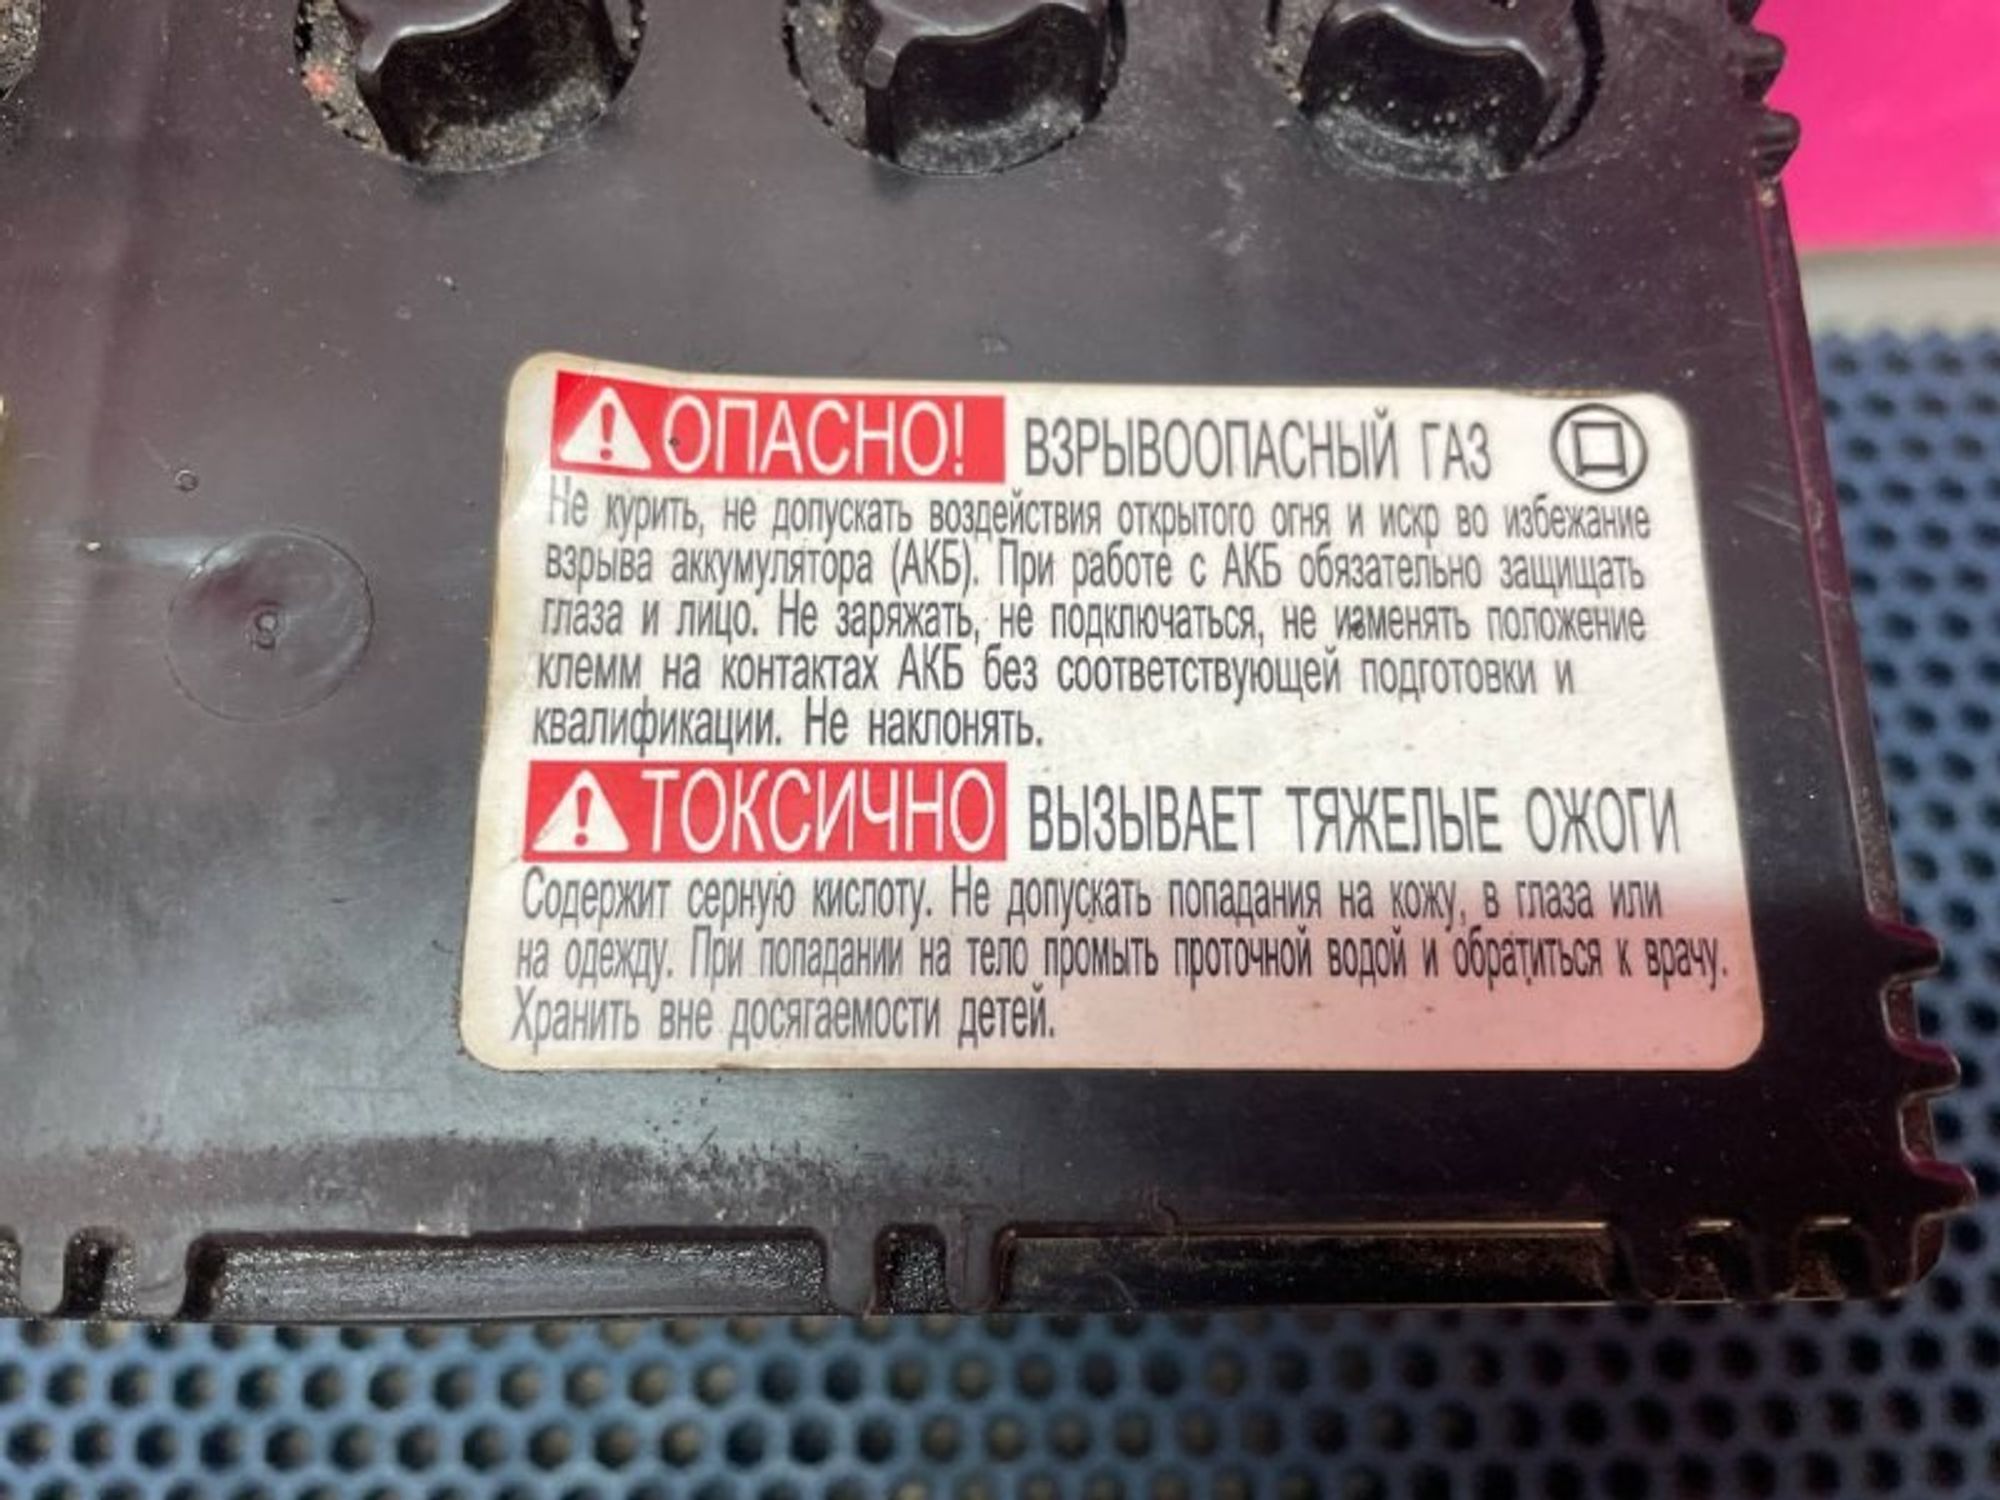 ОПАСНО! ВЗРЫВООПАСНЫЙ ГАЗ
Не курить, не допускать воздействия открытого огня и искр во избежание
взрыва аккумулятора (АКБ). При работе с АКБ обязательно защищать
глаза и лицо. Не заряжать, не подключаться, не изменять положение
клемм на контактах АКБ без соответствующей подготовки и
квалификации. Не наклонять.
ТОКСИЧНО ВЫЗЫВАЕТ ТЯЖЕЛЫЕ ОЖОГИ
Содержит серную кислоту. Не допускать попадания на кожу, в глаза или
на одежду. При попадании на тело промыть проточной водой и обратиться к врачу.
Хранить вне досягаемости детей.